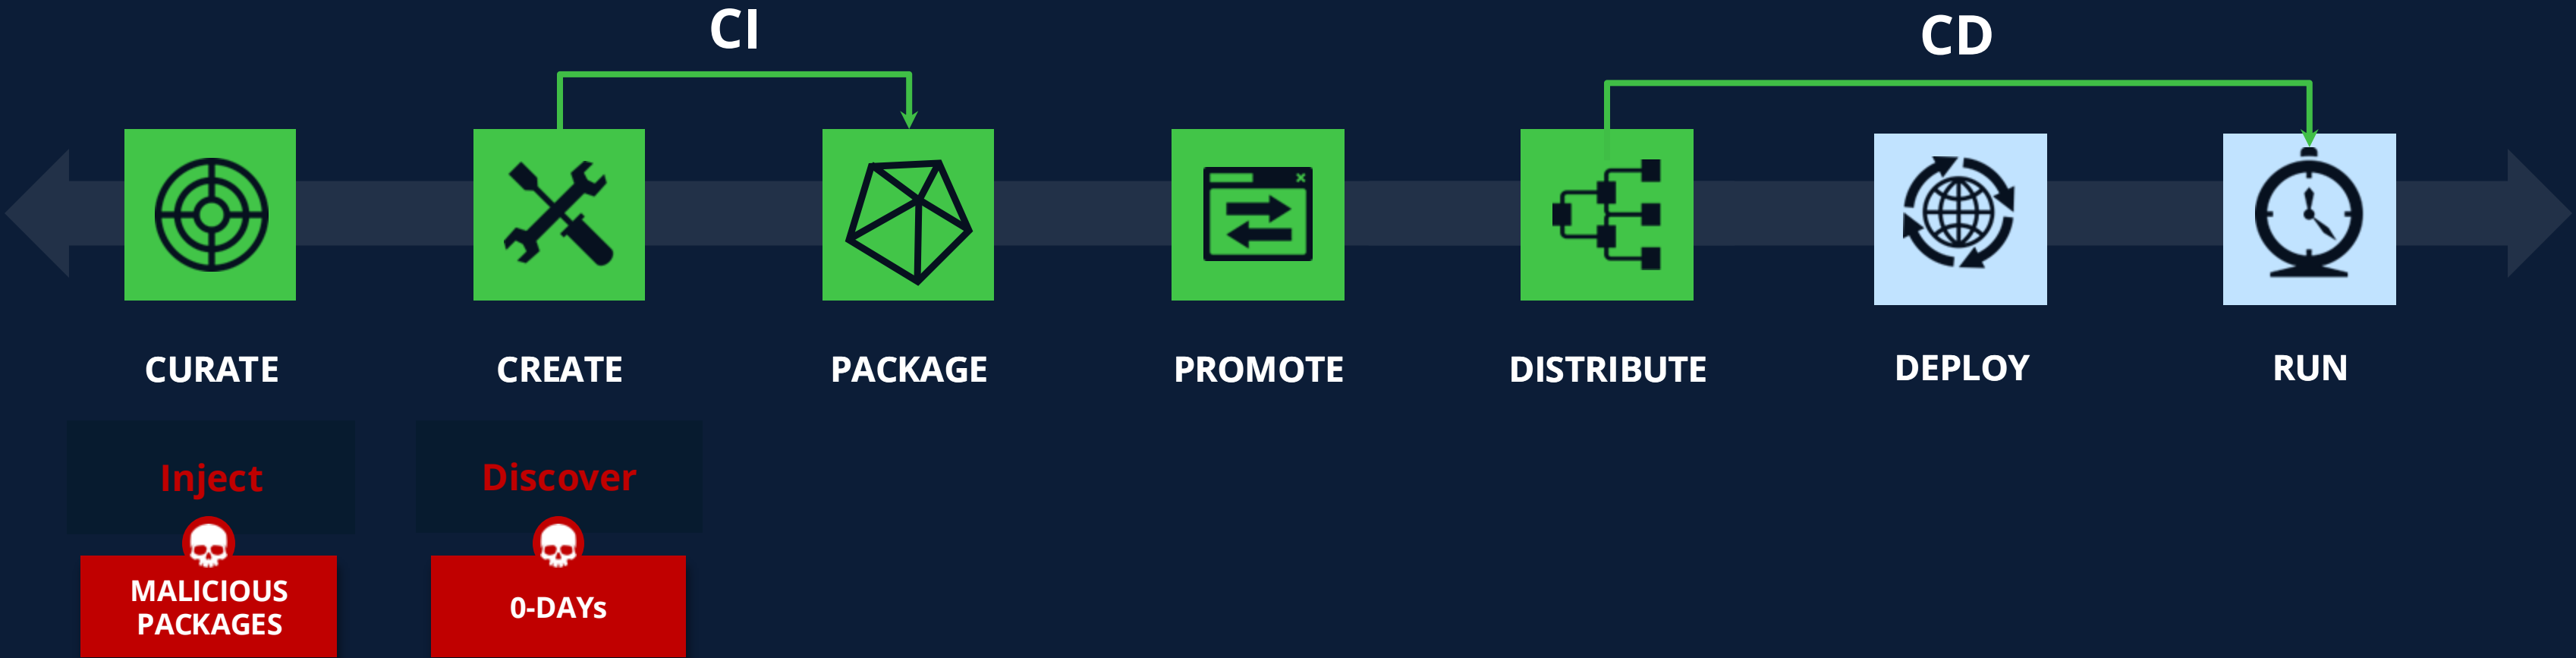 CI
CD
CURATE
CREATE
PACKAGE
PROMOTE
DISTRIBUTE
DEPLOY
RUN
Inject
Discover
MALICIOUS
PACKAGES
0-DAYs